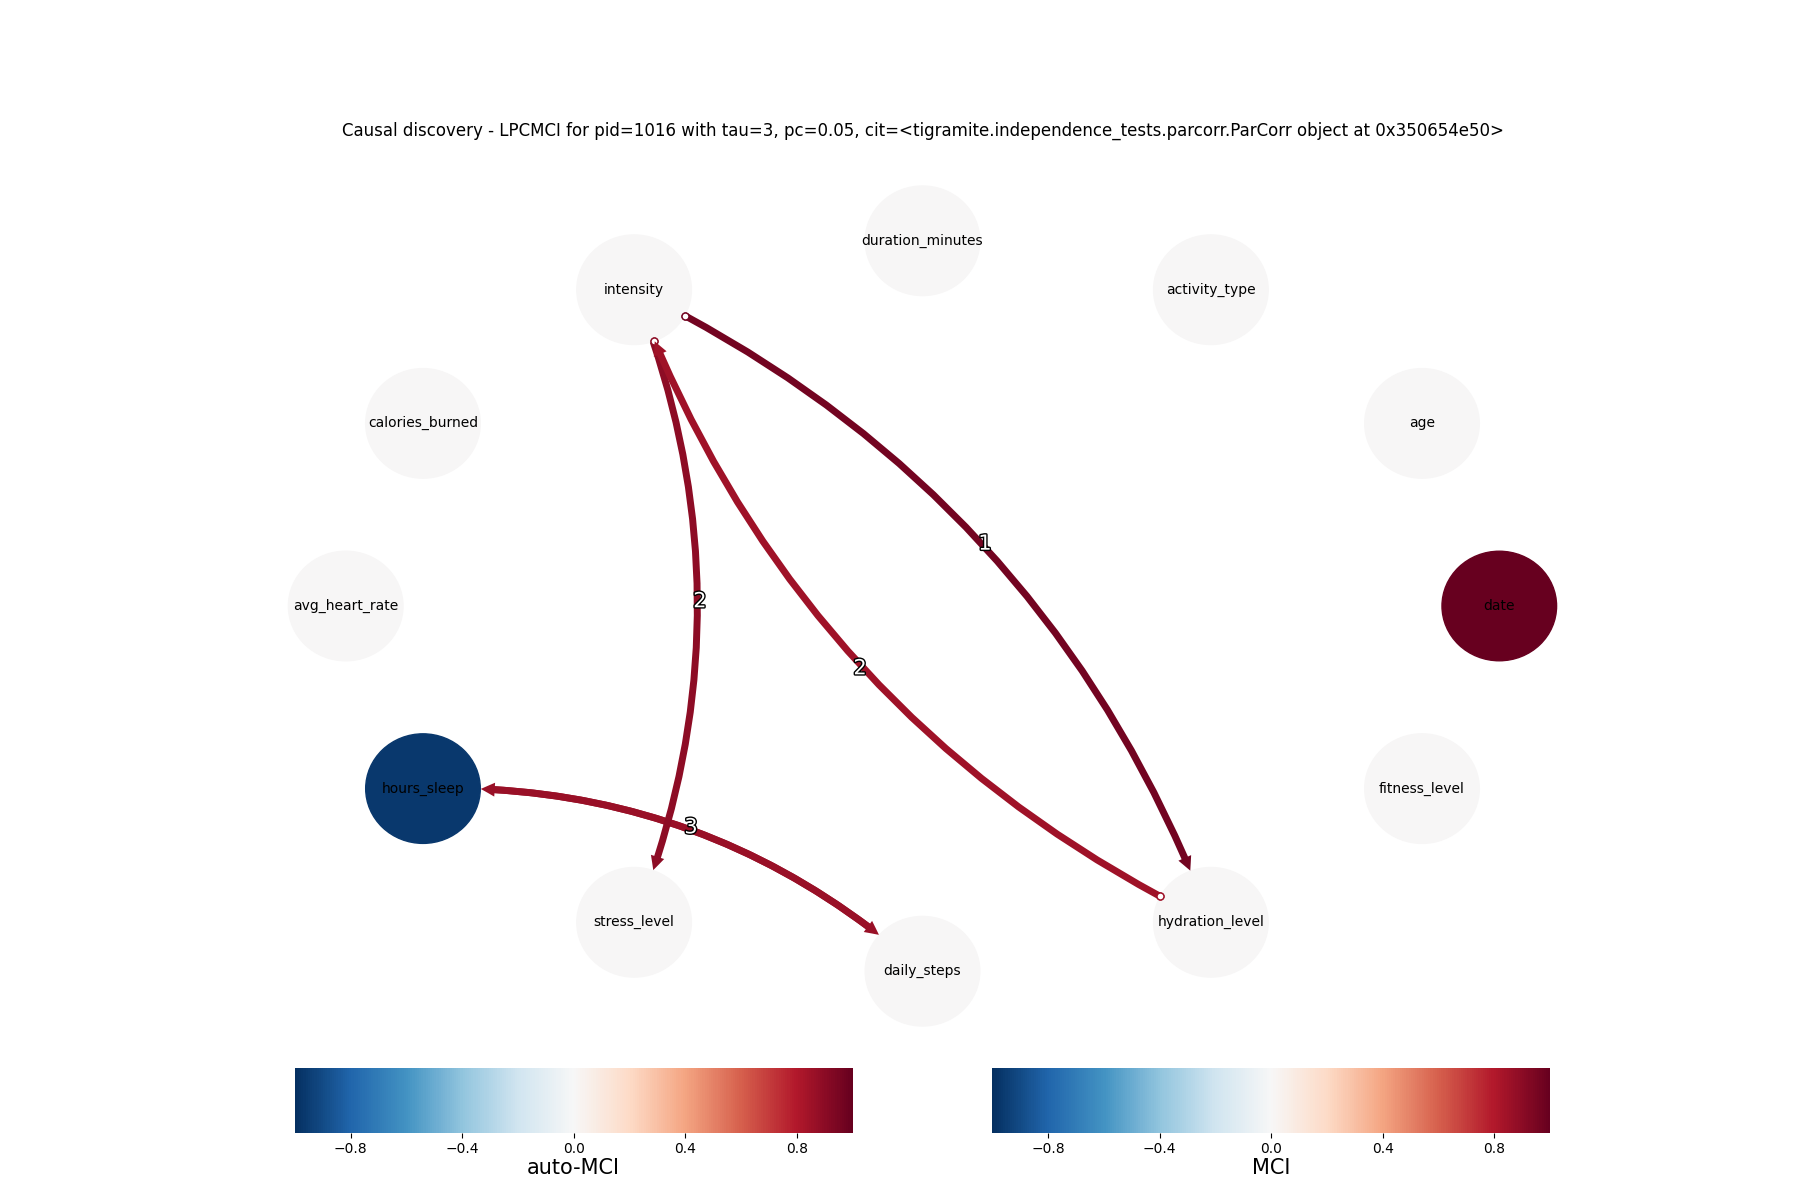 Causal discovery - LPCMCI for pid=1016 with tau=3, pc=0.05, cit=<tigramite.independence_tests.parcorr.ParCorr object at 0x350654e50>
duration_minutes
intensity
activity_type
calories_burned
age
1
2
avg_heart_rate
date
2
hours_sleep
fitness_level
3
stress_level
hydration_level
daily_steps
−0.8 −0.4 0.0 0.4 0.8
auto-MCI
−0.8 −0.4 0.0 0.4 0.8
MCI